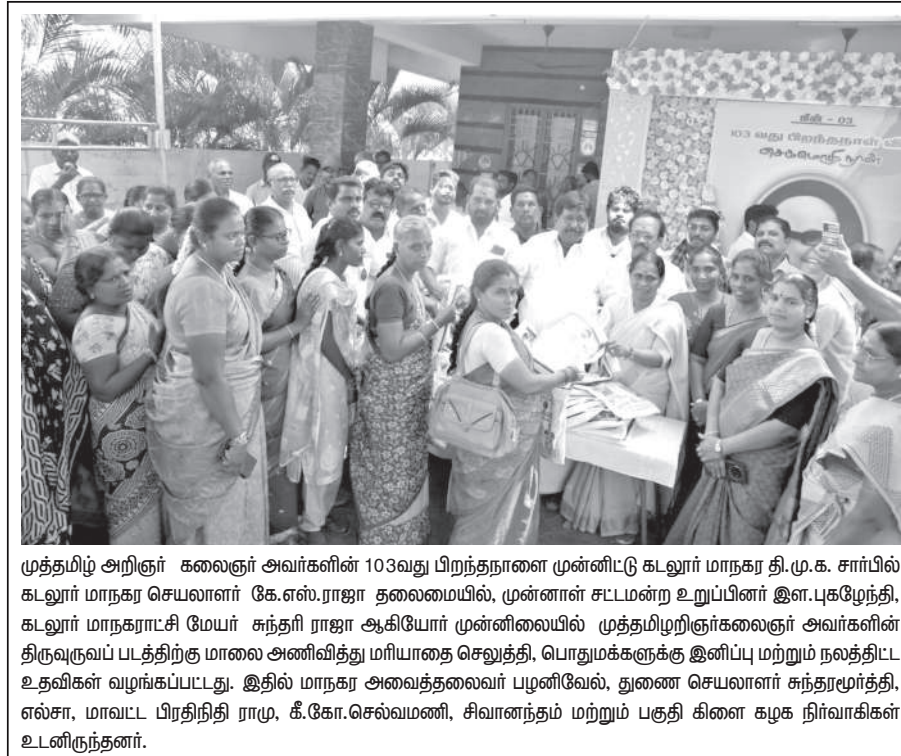 ஜீன் - 03
103 வது பிறந்தநாள் வி
செம்மொழி நாள்
முத்தமிழ் அறிஞர் கலைஞர் அவர்களின் 103வது பிறந்தநாளை முன்னிட்டு கடலூர் மாநகர தி.மு.க. சார்பில்
கடலூர் மாநகர செயலாளர் கே.எஸ்.ராஜா தலைமையில், முன்னாள் சட்டமன்ற உறுப்பினர் இள.புகழேந்தி,
கடலூர் மாநகராட்சி மேயர் சுந்தரி ராஜா ஆகியோர் முன்னிலையில் முத்தமிழறிஞர்கலைஞர் அவர்களின்
திருவுருவப் படத்திற்கு மாலை அணிவித்து மரியாதை செலுத்தி, பொதுமக்களுக்கு இனிப்பு மற்றும் நலத்திட்ட
உதவிகள் வழங்கப்பட்டது. இதில் மாநகர அவைத்தலைவர் பழனிவேல், துணை செயலாளர் சுந்தரமூர்த்தி,
எல்சா, மாவட்ட பிரதிநிதி ராமு, கீ.கோ.செல்வமணி, சிவானந்தம் மற்றும் பகுதி கிளை கழக நிர்வாகிகள்
உடனிருந்தனர்.